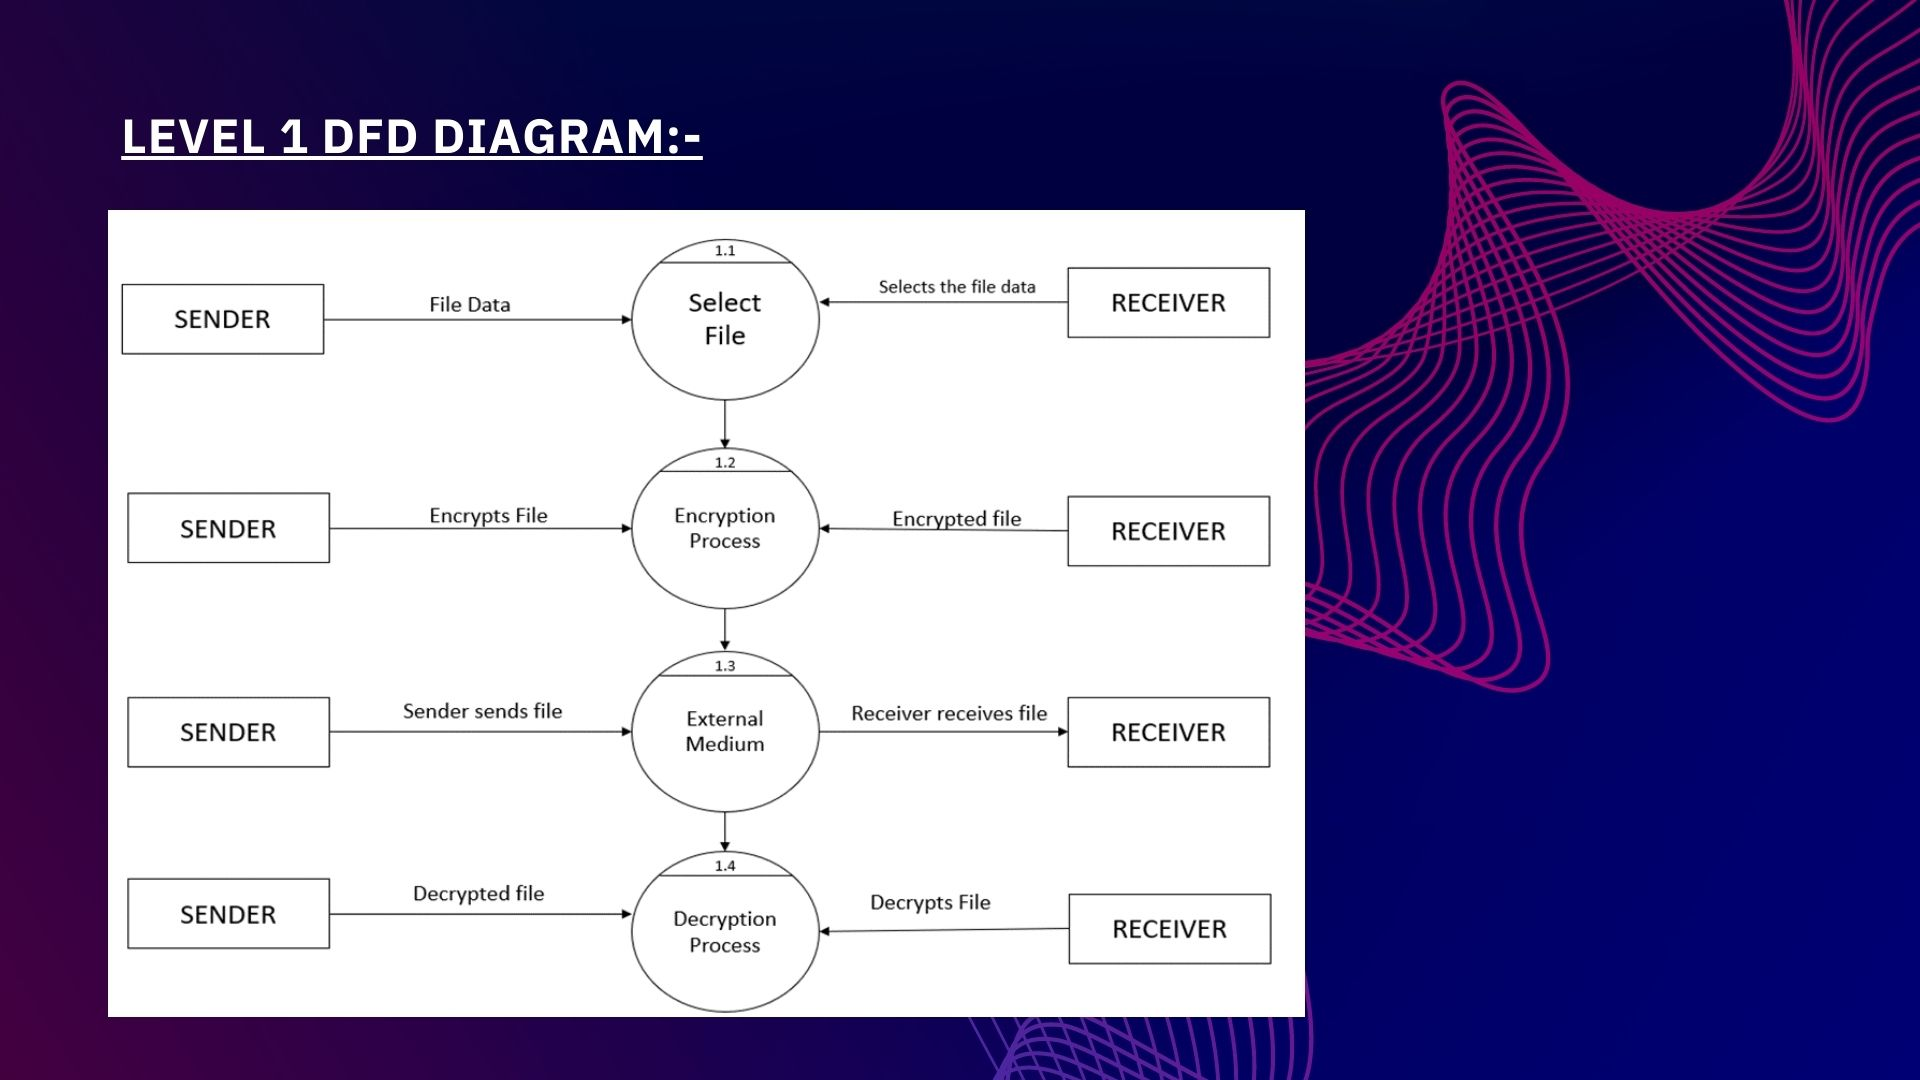 LEVEL 1 DFD DIAGRAM:-
1.1
SENDER
File Data
Select
File
Selects the file data
RECEIVER
1.2
SENDER
Encrypts File
Encryption
Process
Encrypted file
RECEIVER
1.3
SENDER
Sender sends file
External
Medium
Receiver receives file
RECEIVER
1.4
SENDER
Decrypted file
Decryption
Process
Decrypts File
RECEIVER